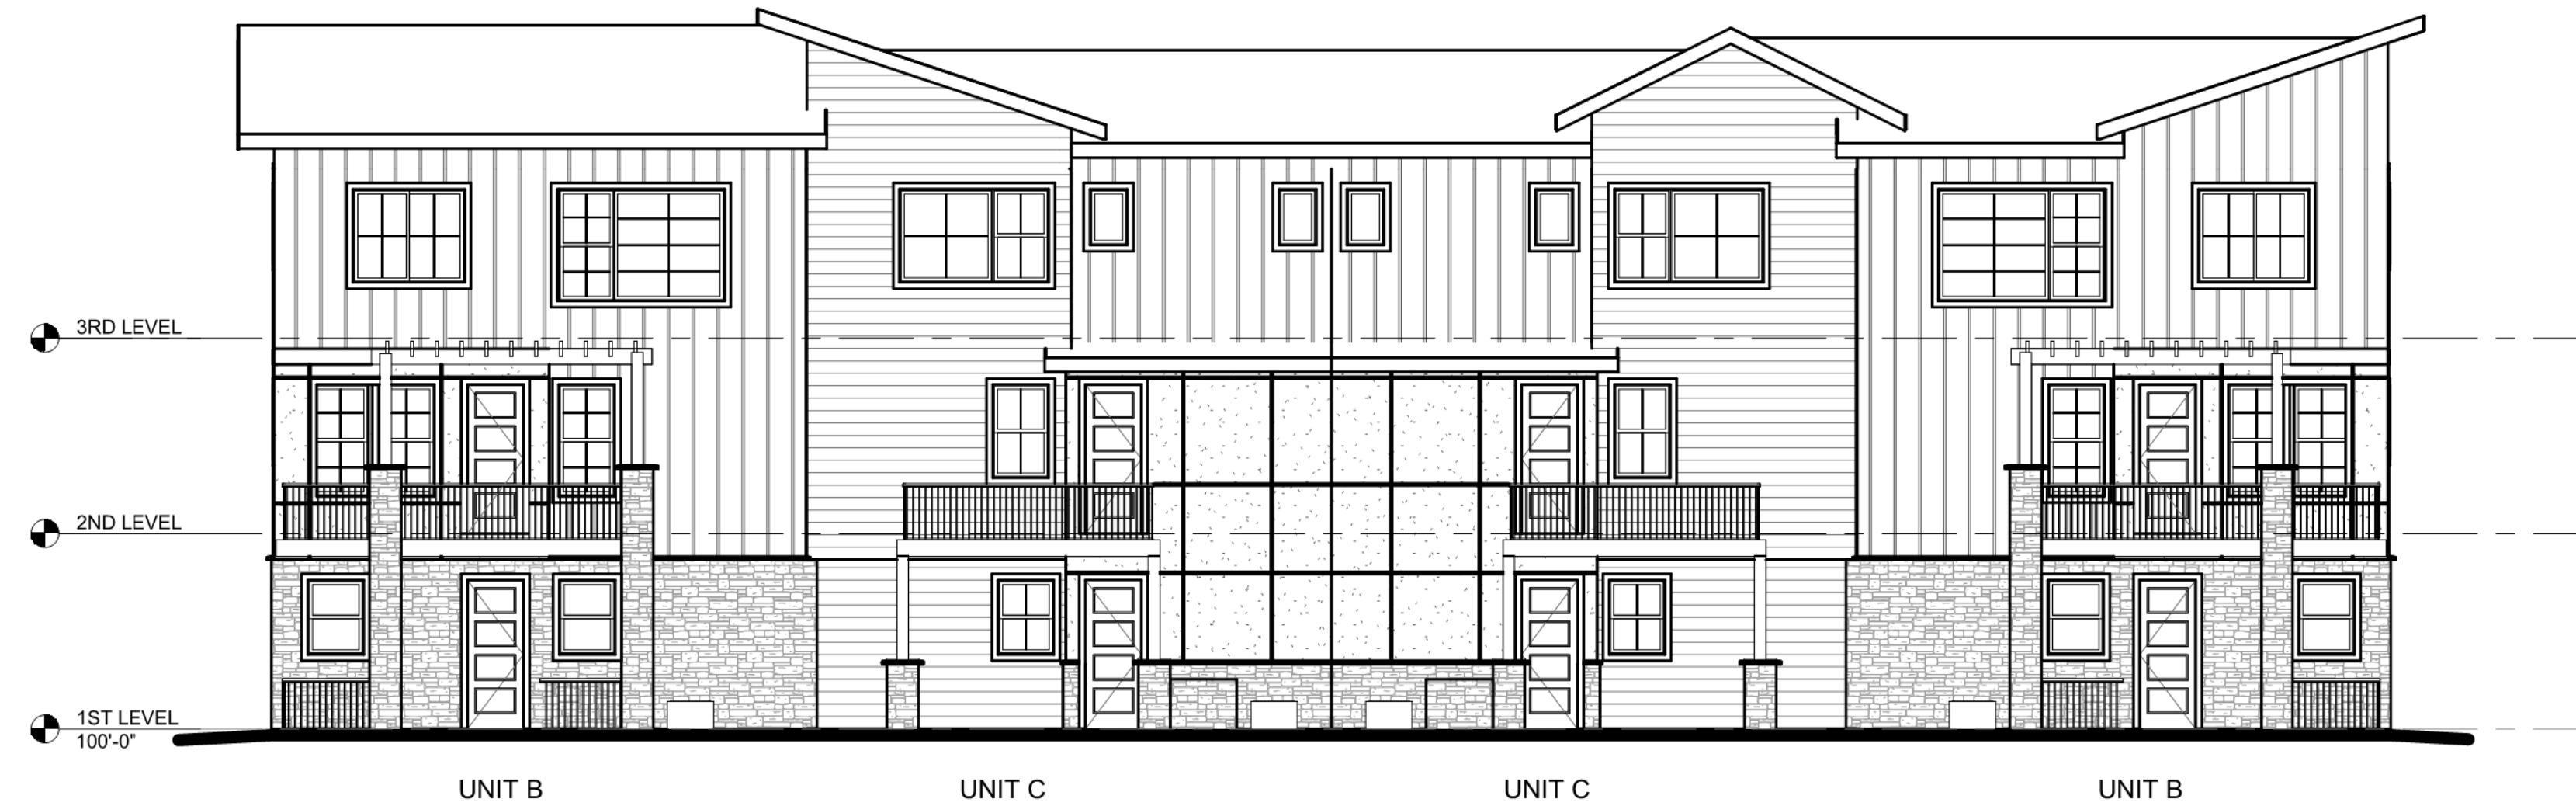 3RD LEVEL
2ND LEVEL
1ST LEVEL
100'-0"
UNIT B
UNIT C
UNIT C
UNIT B